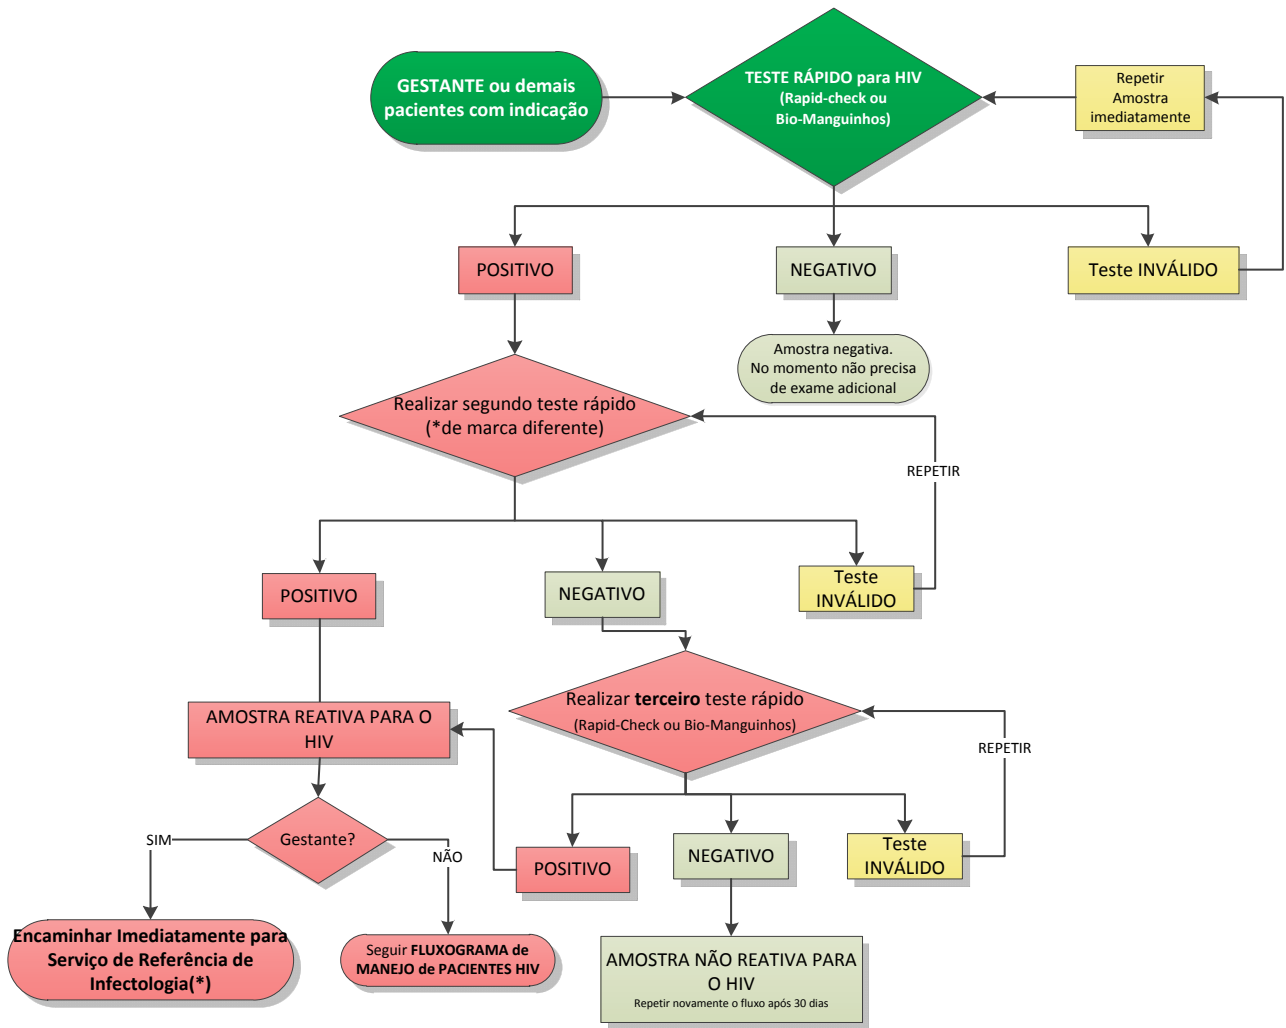 GESTANTE ou demais
pacientes com indicação
TESTE RÁPIDO para HIV
(Rapid-check ou
Bio-Manguinhos)
Repetir
Amostra
imediatamente
POSITIVO
NEGATIVO
Teste INVÁLIDO
Amostra negativa.
No momento não precisa
de exame adicional
Realizar segundo teste rápido
(*de marca diferente)
REPETIR
POSITIVO
NEGATIVO
Teste
INVÁLIDO
Realizar terceiro teste rápido
(Rapid-Check ou Bio-Manguinhos)
AMOSTRA REATIVA PARA O
HIV
REPETIR
Gestante?
SIM
NÃO
POSITIVO
NEGATIVO
Teste
INVÁLIDO
Encaminhar Imediatamente para
Serviço de Referência de
Infectologia(*)
Seguir FLUXOGRAMA de
MANEJO de PACIENTES HIV
AMOSTRA NÃO REATIVA PARA
O HIV
Repetir novamente o fluxo após 30 dias